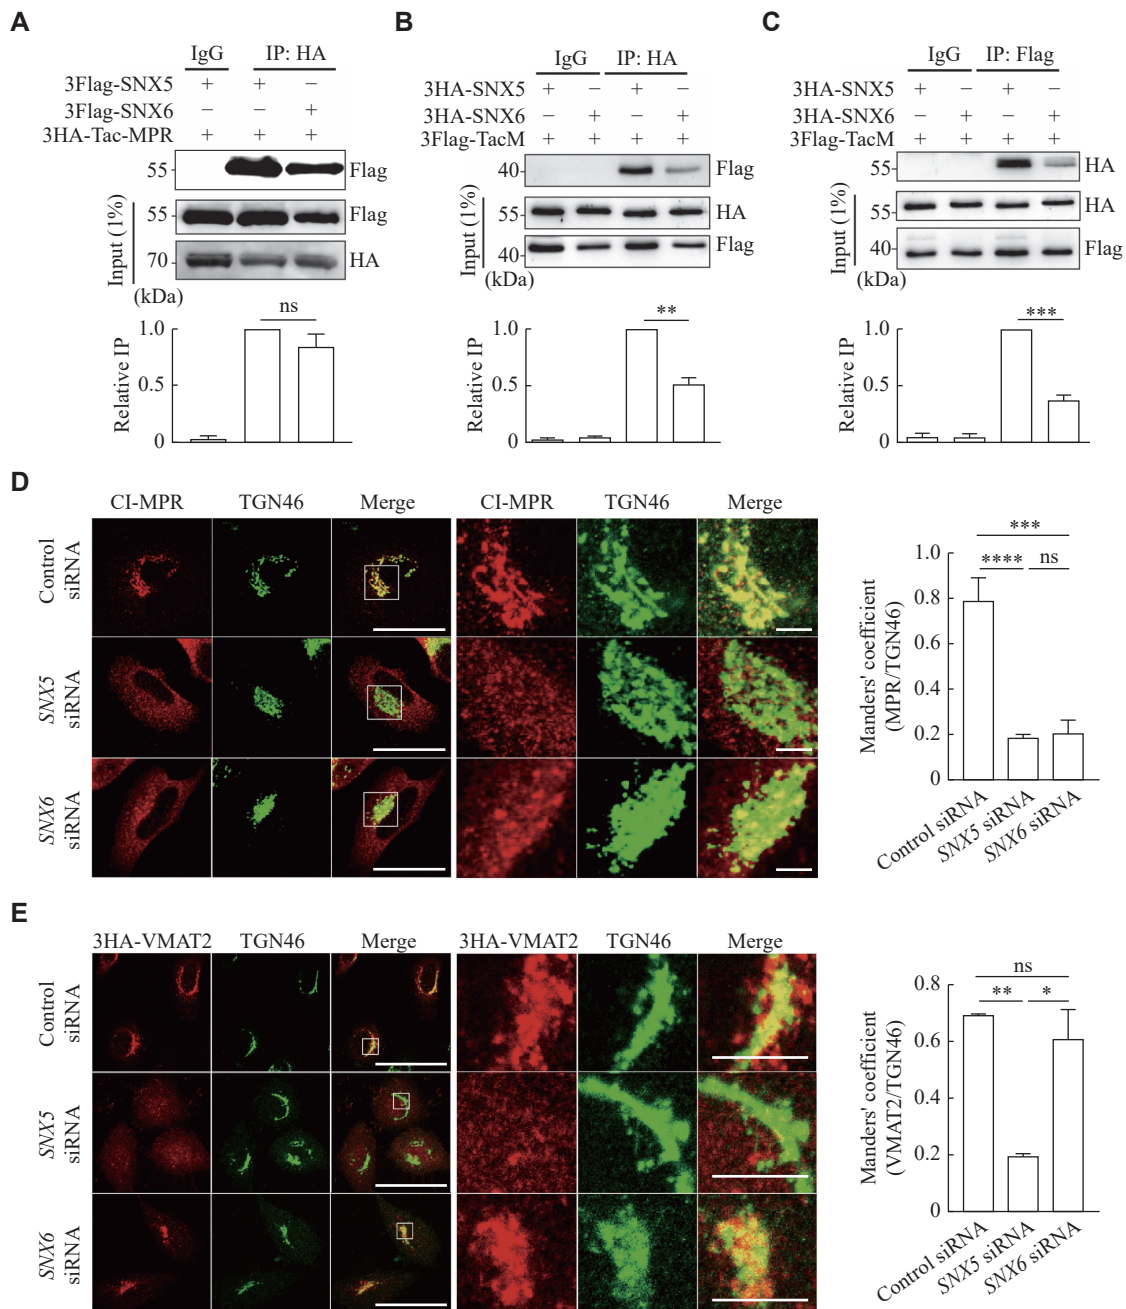 A
IgG IP: HA
3Flag-SNX5 + + −
3Flag-SNX6 − − +
3HA-Tac-MPR + + +
55 Flag
Input (1%)
55 Flag
70 HA
(kDa)
ns
Relative IP
1.0
0.5
0
B
IgG IP: HA
3HA-SNX5 + − + −
3HA-SNX6 − + − +
3Flag-TacM + + + +
40 Flag
Input (1%)
55 HA
40 Flag
(kDa)
**
Relative IP
1.0
0.5
0
C
IgG IP: Flag
3HA-SNX5 + − + −
3HA-SNX6 − + − +
3Flag-TacM + + + +
55 HA
Input (1%)
55 HA
40 Flag
(kDa)
***
Relative IP
1.0
0.5
0
D
CI-MPR TGN46 Merge CI-MPR TGN46 Merge
Control siRNA
SNX5 siRNA
SNX6 siRNA
***
**** ns
Manders' coefficient
(MPR/TGN46)
1.0
0.8
0.6
0.4
0.2
0
Control siRNA
SNX5 siRNA
SNX6 siRNA
E
3HA-VMAT2 TGN46 Merge 3HA-VMAT2 TGN46 Merge
Control siRNA
SNX5 siRNA
SNX6 siRNA
ns
** *
Manders' coefficient
(VMAT2/TGN46)
0.8
0.6
0.4
0.2
0
Control siRNA
SNX5 siRNA
SNX6 siRNA